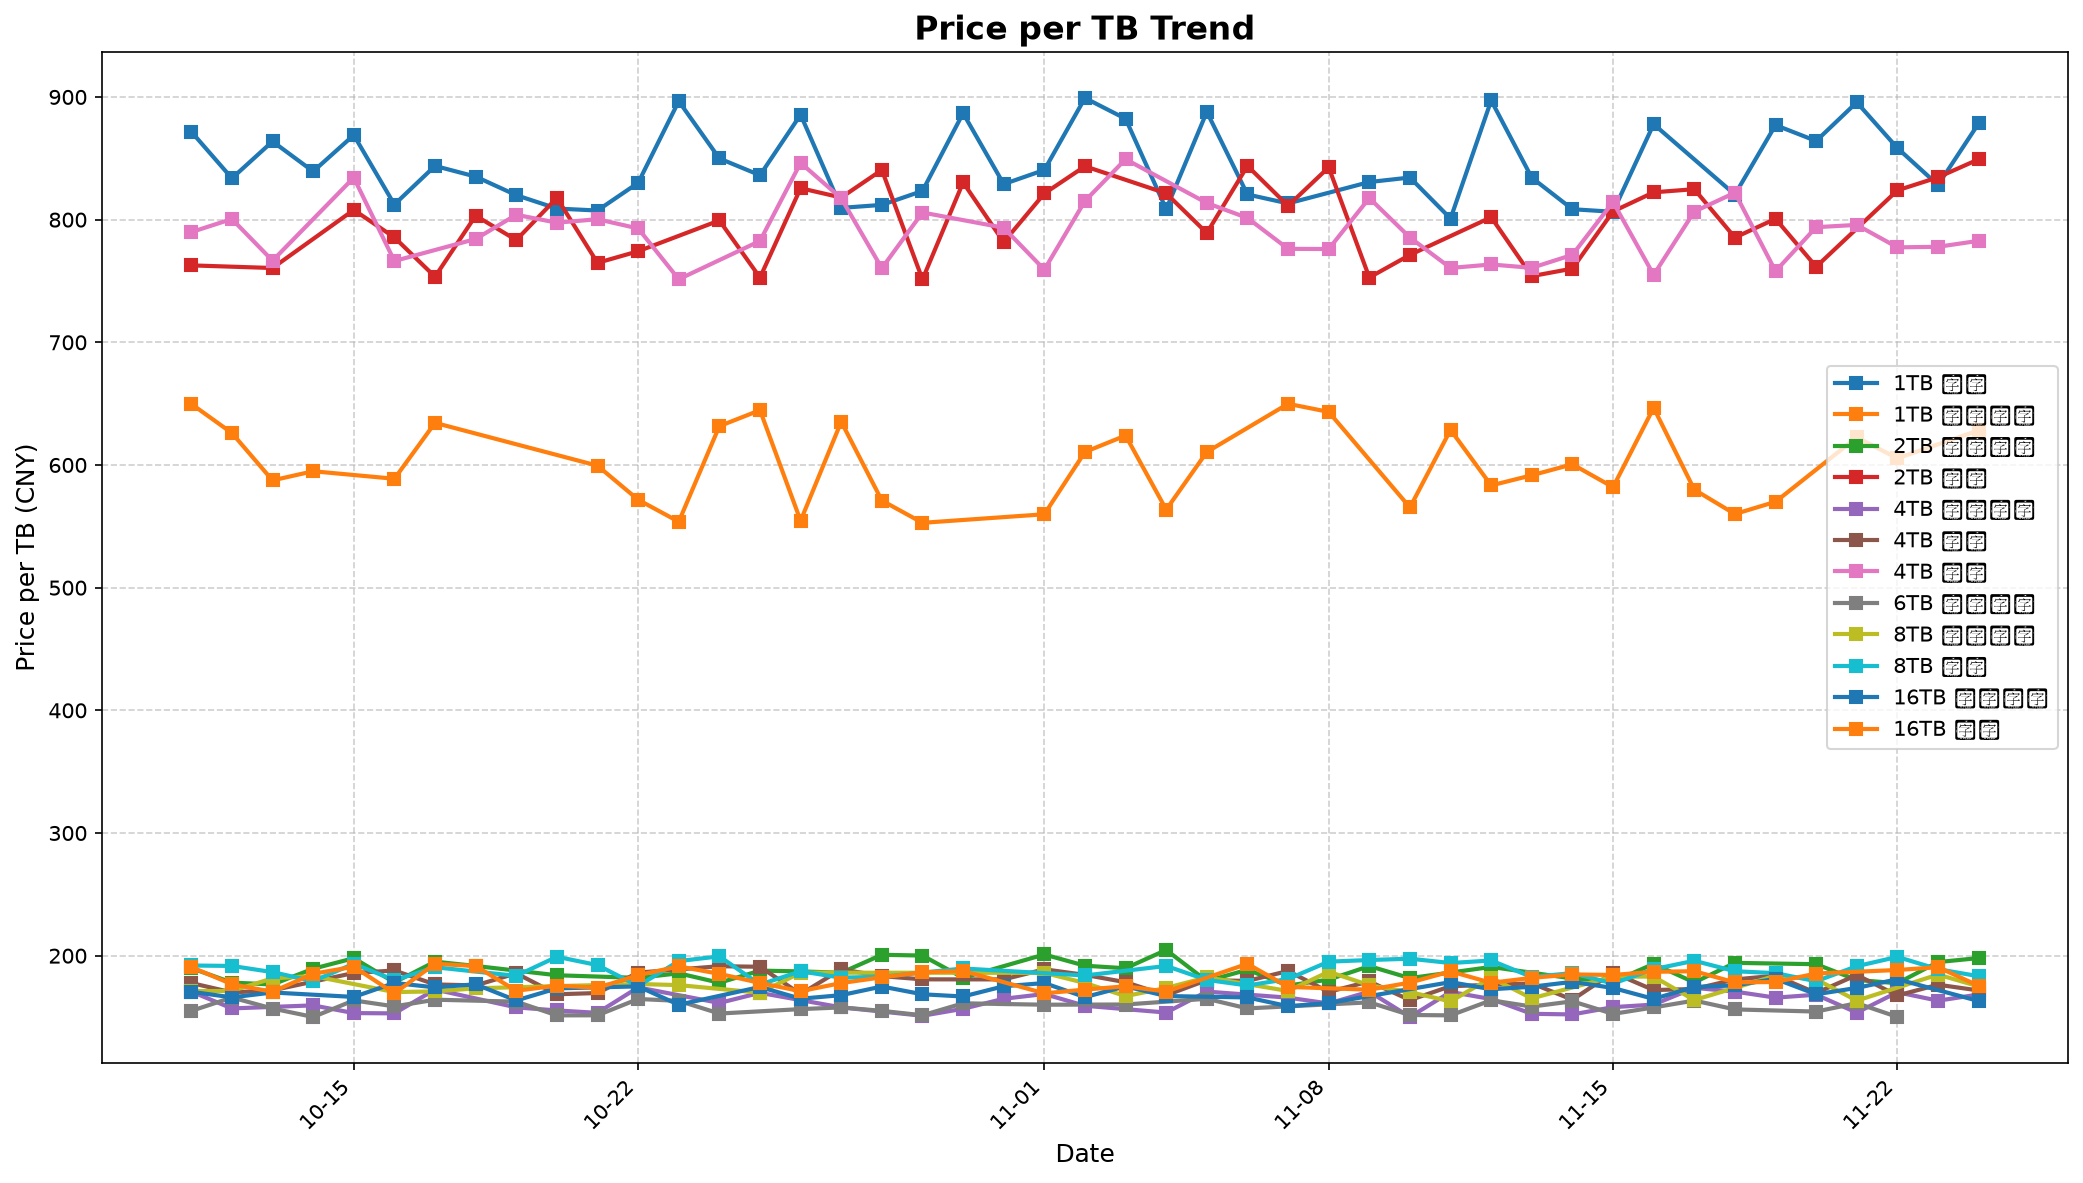 Price per TB Trend
Price per TB (CNY)
900
800
700
600
500
400
300
200
10-15
10-22
11-01
11-08
11-15
11-22
Date
1TB
1TB
2TB
2TB
4TB
4TB
4TB
6TB
8TB
8TB
16TB
16TB